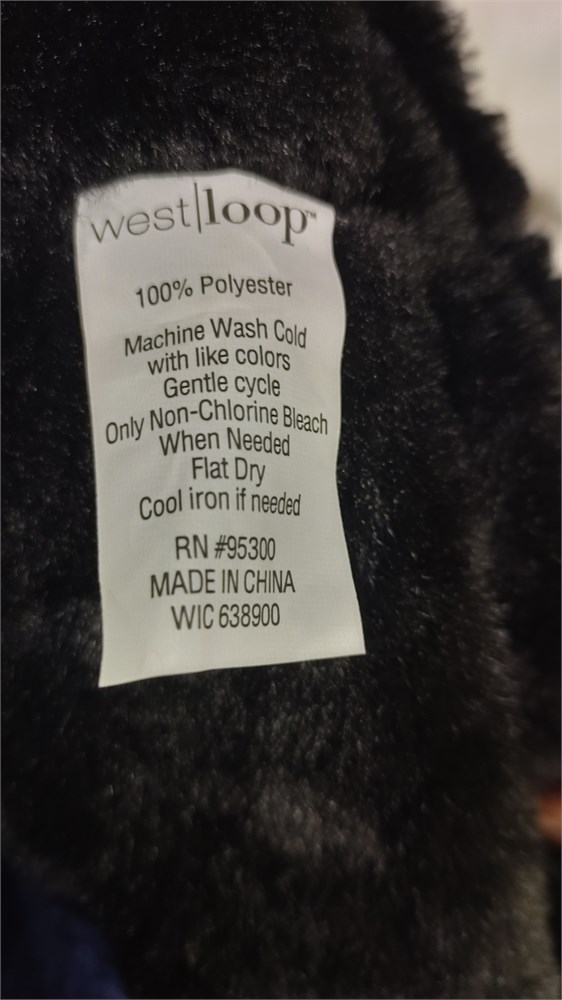 west|loop™
100% Polyester
Machine Wash Cold
with like colors
Gentle cycle
Only Non-Chlorine Bleach
When Needed
Flat Dry
Cool iron if needed
RN #95300
MADE IN CHINA
WIC 638900